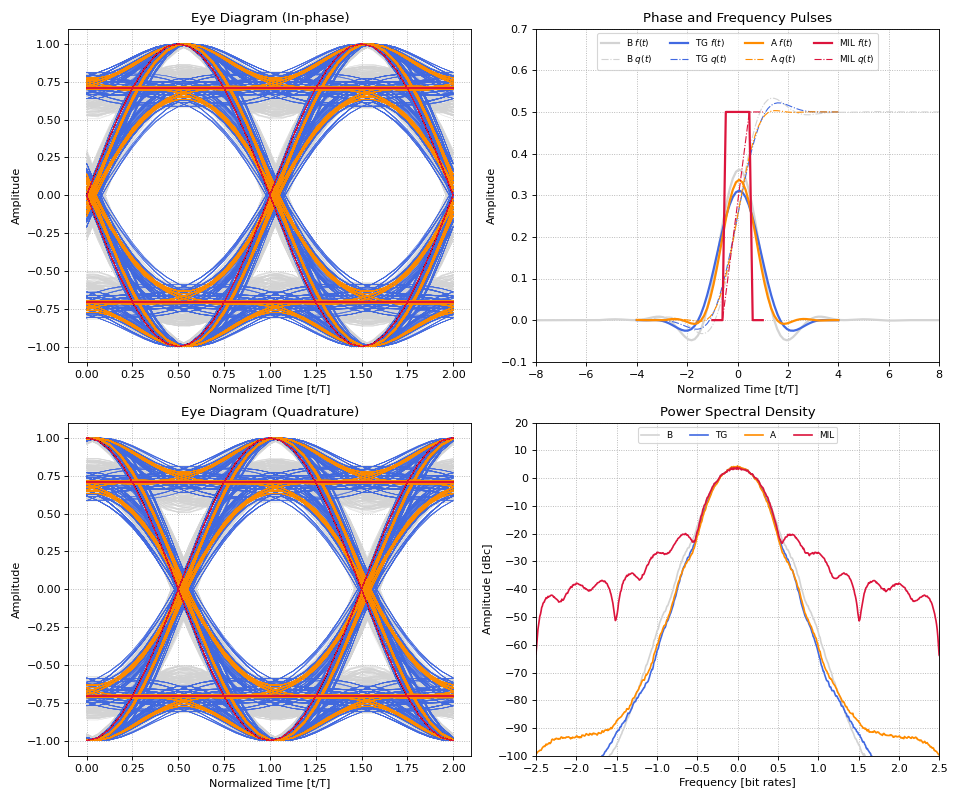 Eye Diagram (In-phase)
1.00
0.75
0.50
0.25
0.00
−0.25
−0.50
−0.75
−1.00
Amplitude
0.00 0.25 0.50 0.75 1.00 1.25 1.50 1.75 2.00
Normalized Time [t/T]
Phase and Frequency Pulses
B f(t) TG f(t) A f(t) MIL f(t)
B q(t) TG q(t) A q(t) MIL q(t)
0.7
0.6
0.5
0.4
0.3
0.2
0.1
0.0
−0.1
Amplitude
−8 −6 −4 −2 0 2 4 6 8
Normalized Time [t/T]
Eye Diagram (Quadrature)
1.00
0.75
0.50
0.25
0.00
−0.25
−0.50
−0.75
−1.00
Amplitude
0.00 0.25 0.50 0.75 1.00 1.25 1.50 1.75 2.00
Normalized Time [t/T]
Power Spectral Density
B TG A MIL
20
10
0
−10
−20
−30
−40
−50
−60
−70
−80
−90
−100
Amplitude [dBc]
−2.5 −2.0 −1.5 −1.0 −0.5 0.0 0.5 1.0 1.5 2.0 2.5
Frequency [bit rates]